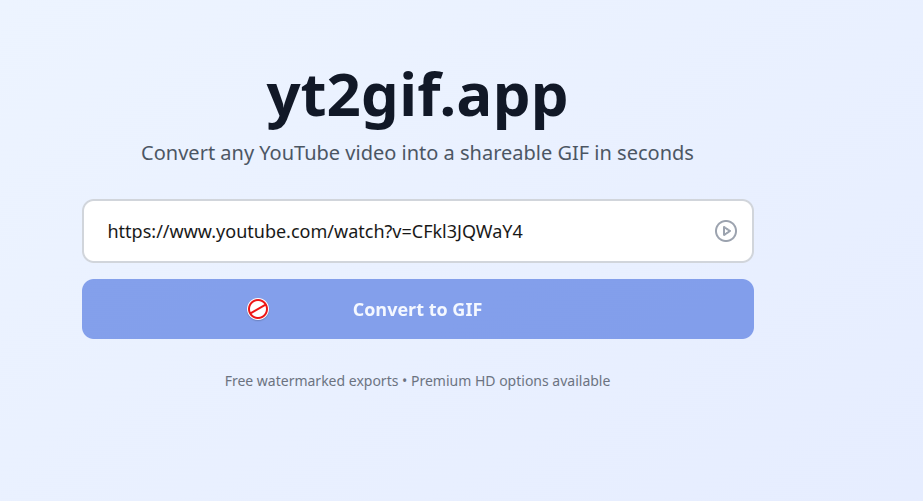 yt2gif.app
Convert any YouTube video into a shareable GIF in seconds
https://www.youtube.com/watch?v=CFkl3JQWaY4
Convert to GIF
Free watermarked exports • Premium HD options available